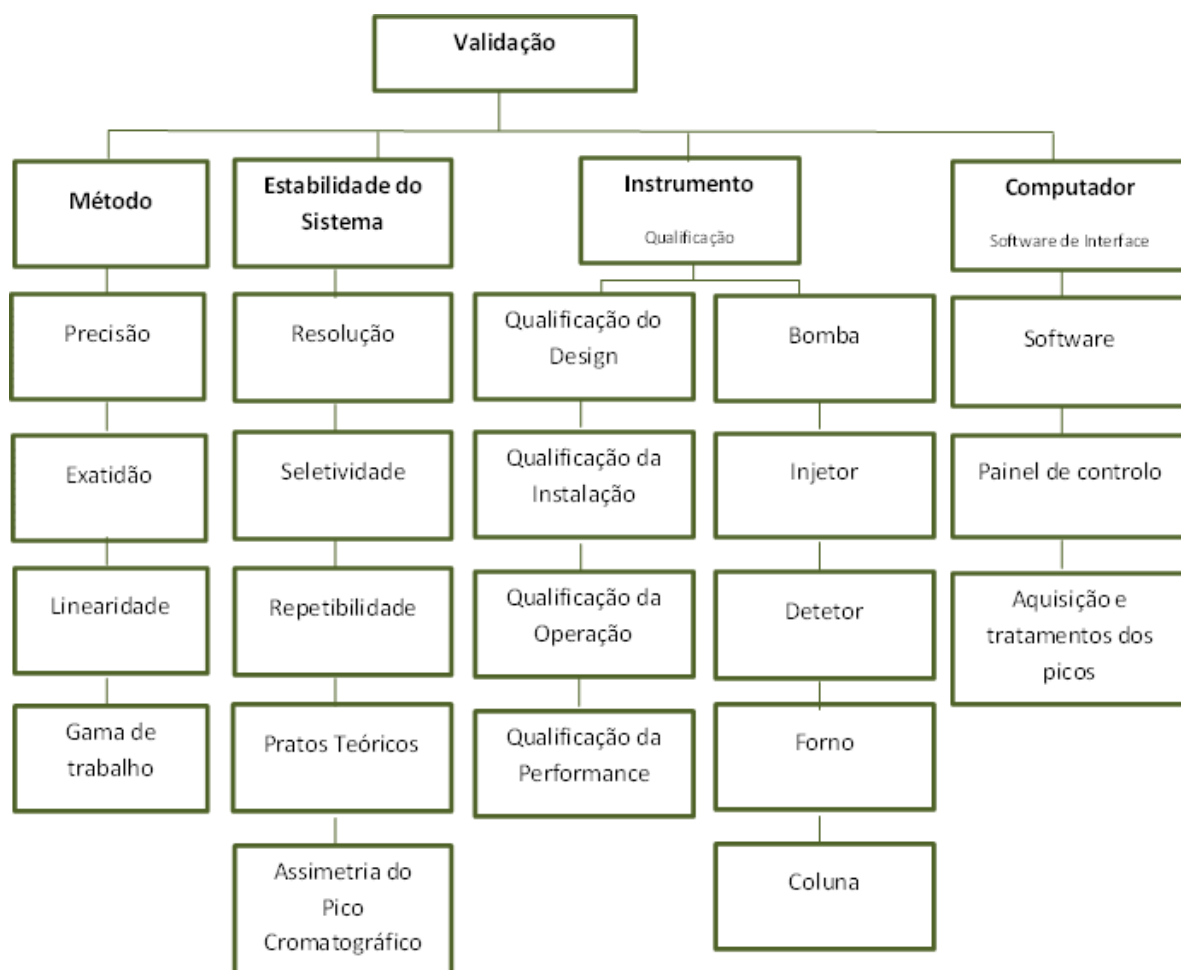 Validação
Método
Estabilidade do
Sistema
Instrumento
Qualificação
Computador
Software de Interface
Precisão
Resolução
Qualificação do
Design
Bomba
Software
Exatidão
Seletividade
Qualificação da
Instalação
Injetor
Painel de controlo
Linearidade
Repetibilidade
Qualificação da
Operação
Detetor
Aquisição e
tratamentos dos
picos
Gama de
trabalho
Pratos Teóricos
Qualificação da
Performance
Forno
Assimetria do
Pico
Cromatográfico
Coluna